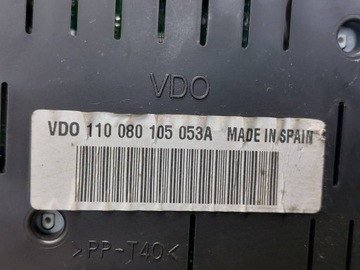 VDO
VDO 110 080 105 053A MADE IN SPAIN
>PP-T40<